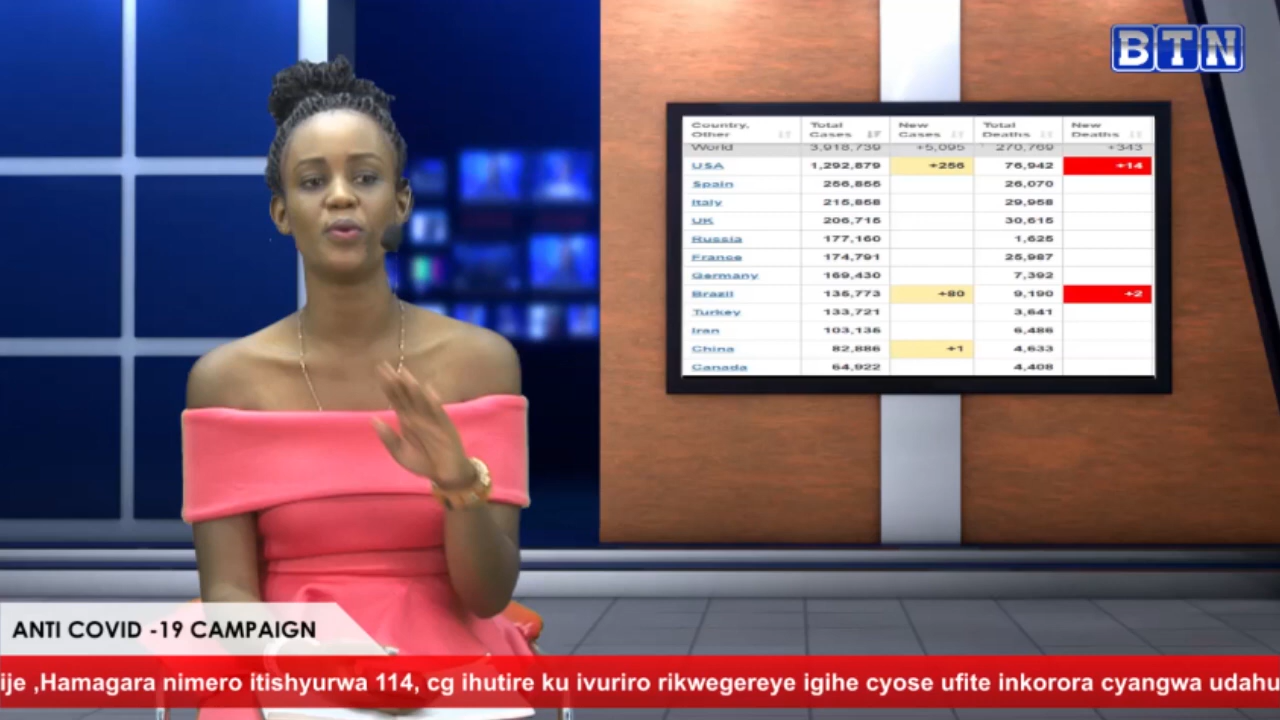 BTN
Country, Other Total Cases New Cases Total Deaths New Deaths
World 3,918,739 +5,095 270,769 +343
USA 1,292,879 +256 76,942 +14
Spain 256,855 26,070
Italy 215,858 29,958
UK 206,715 30,615
Russia 177,160 1,625
France 174,791 25,987
Germany 169,430 7,392
Brazil 135,773 +80 9,190 +2
Turkey 133,721 3,641
Iran 103,135 6,486
China 82,886 +1 4,633
Canada 64,922 4,408
ANTI COVID -19 CAMPAIGN
ije ,Hamagara nimero itishyurwa 114, cg ihutire ku ivuriro rikwegereye igihe cyose ufite inkorora cyangwa udahu